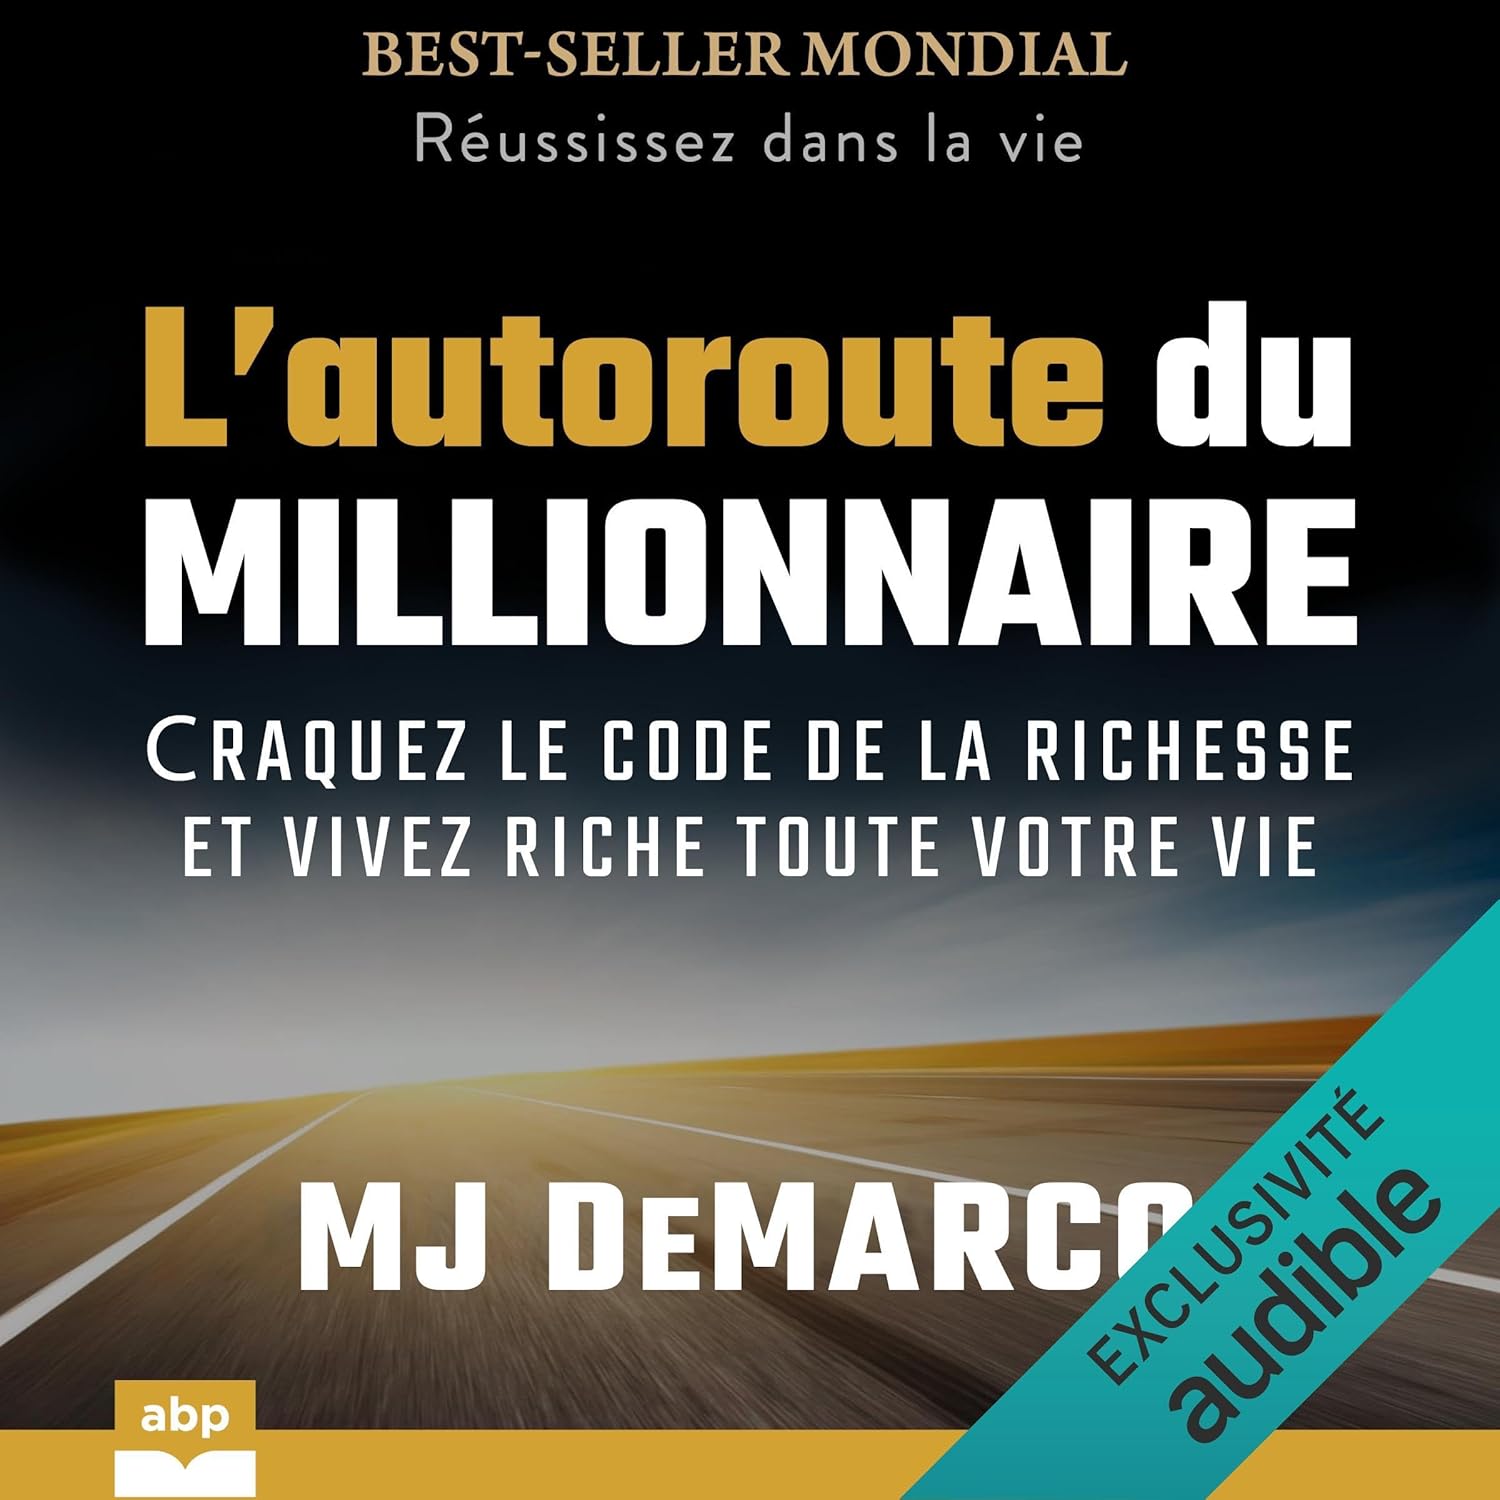 BEST-SELLER MONDIAL
Réussissez dans la vie
L'autoroute du
MILLIONNAIRE
CRAQUEZ LE CODE DE LA RICHESSE
ET VIVEZ RICHE TOUTE VOTRE VIE
MJ DEMARCO
EXCLUSIVITÉ
audible
abp